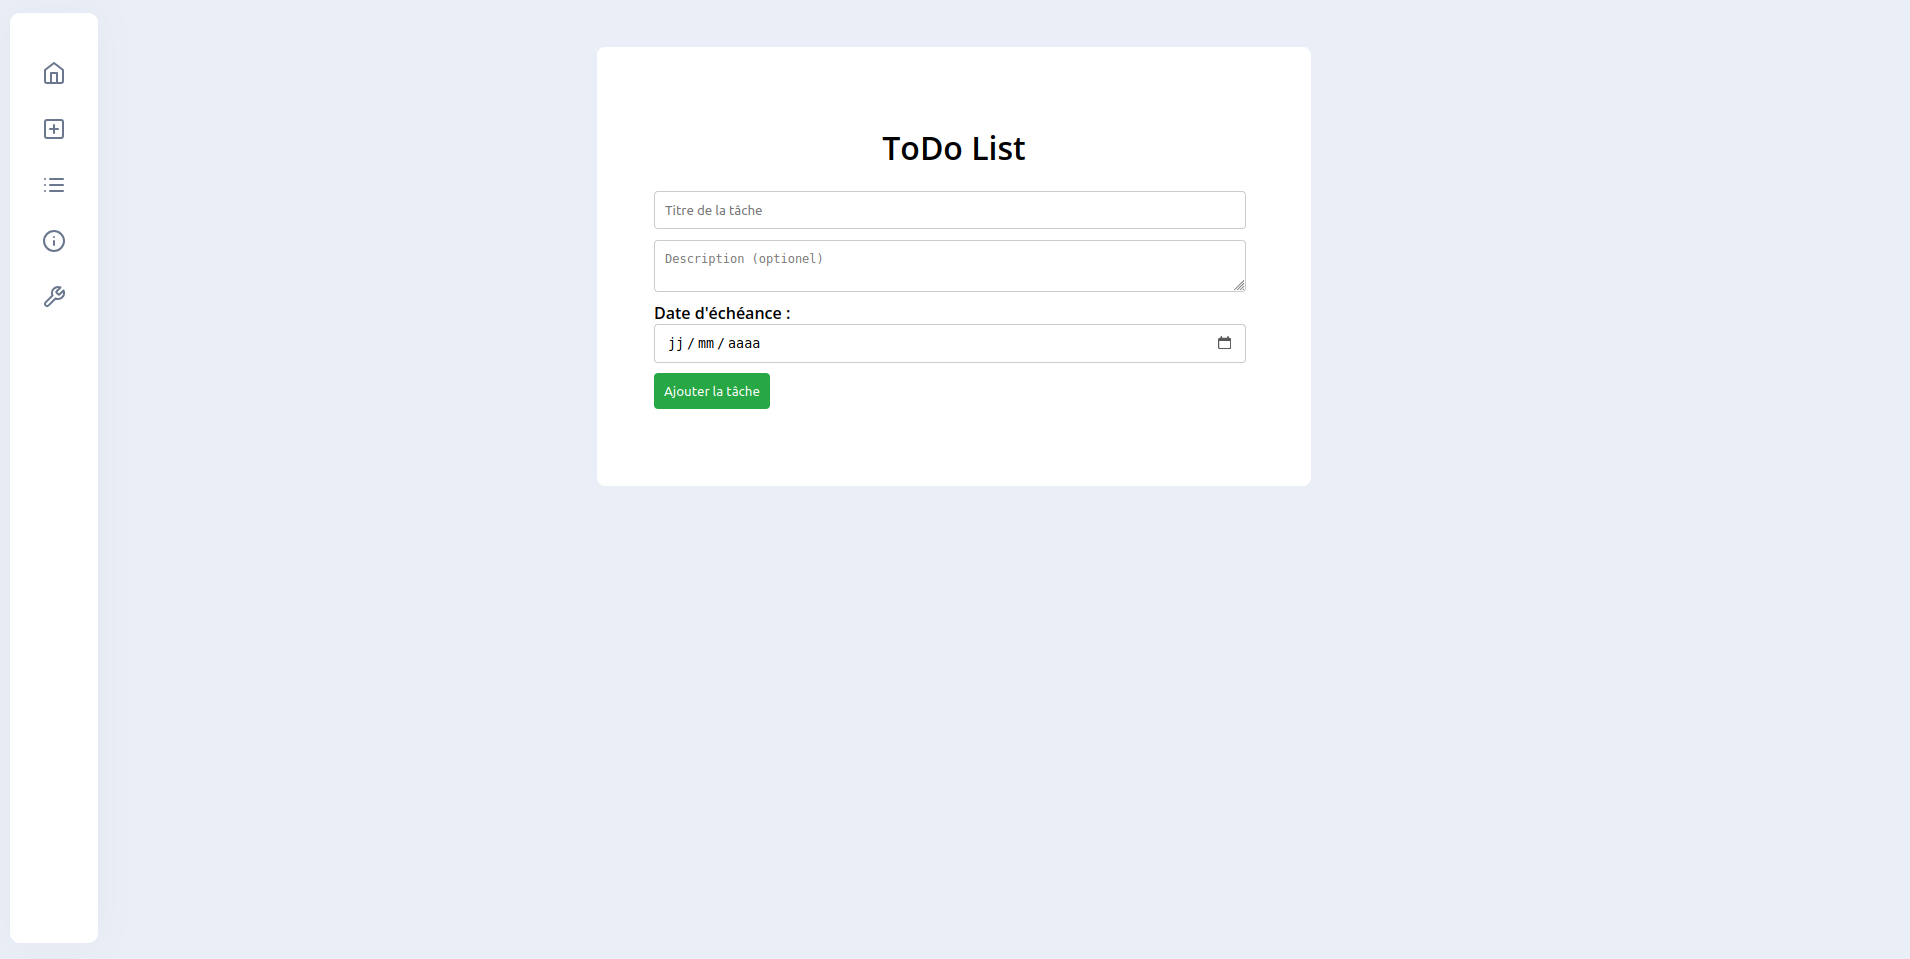 ToDo List
Titre de la tâche
Description (optionel)
Date d'échéance :
jj/mm/aaaa
Ajouter la tâche